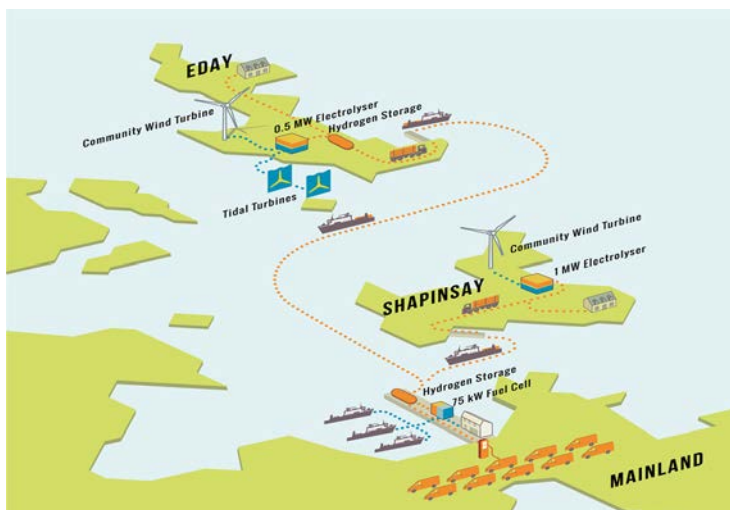 EDAY
Community Wind Turbine
0.5 MW Electrolyser
Hydrogen Storage
Tidal Turbines
Community Wind Turbine
1 MW Electrolyser
SHAPINSAY
Hydrogen Storage
75 kW Fuel Cell
MAINLAND